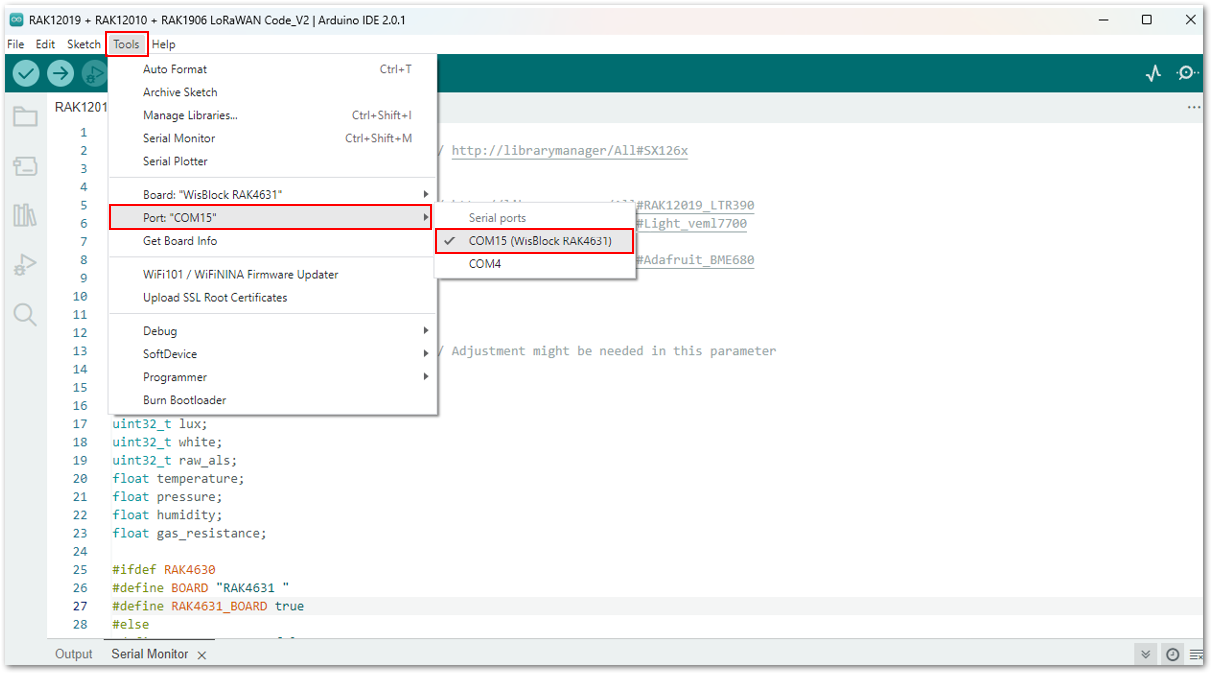 RAK12019 + RAK12010 + RAK1906 LoRaWAN Code_V2 | Arduino IDE 2.0.1
File Edit Sketch Tools Help
RAK1201
Auto Format Ctrl+T
Archive Sketch
Manage Libraries... Ctrl+Shift+I
Serial Monitor Ctrl+Shift+M
Serial Plotter
Board: "WisBlock RAK4631"
Port: "COM15"
Get Board Info
WiFi101 / WiFiNINA Firmware Updater
Upload SSL Root Certificates
Debug
SoftDevice
Programmer
Burn Bootloader
Serial ports
COM15 (WisBlock RAK4631)
COM4
1
2 / http://librarymanager/All#SX126x
3
4
5 #RAK12019_LTR390
6 #Light_veml7700
7
8 #Adafruit_BME680
9
10
11
12
13 / Adjustment might be needed in this parameter
14
15
16
17 uint32_t lux;
18 uint32_t white;
19 uint32_t raw_als;
20 float temperature;
21 float pressure;
22 float humidity;
23 float gas_resistance;
24
25 #ifdef RAK4630
26 #define BOARD "RAK4631 "
27 #define RAK4631_BOARD true
28 #else
Output Serial Monitor